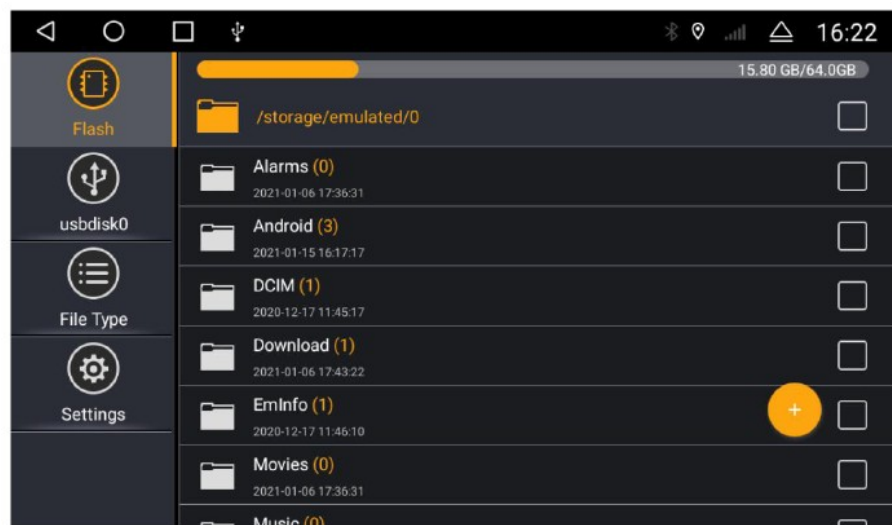 16:22
Flash
usbdisk0
File Type
Settings
15.80 GB/64.0GB
/storage/emulated/0
Alarms (0)
2021-01-06 17:36:31
Android (3)
2021-01-15 16:17:17
DCIM (1)
2020-12-17 11:45:17
Download (1)
2021-01-06 17:43:22
EmInfo (1)
2020-12-17 11:46:10
+
Movies (0)
2021-01-06 17:36:31
Music (0)